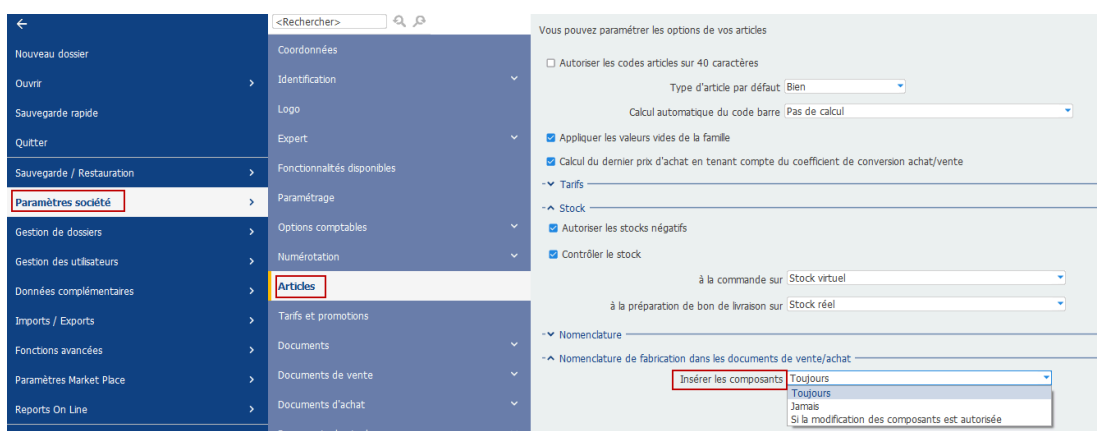 Nouveau dossier
Ouvrir
Sauvegarde rapide
Quitter
Sauvegarde / Restauration
Paramètres société
Gestion de dossiers
Gestion des utilisateurs
Données complémentaires
Imports / Exports
Fonctions avancées
Paramètres Market Place
Reports On Line
<Rechercher>
Coordonnées
Identification
Logo
Expert
Fonctionnalités disponibles
Paramétrage
Options comptables
Numérotation
Articles
Tarifs et promotions
Documents
Documents de vente
Documents d'achat
Vous pouvez paramétrer les options de vos articles
Autoriser les codes articles sur 40 caractères
Type d'article par défaut Bien
Calcul automatique du code barre Pas de calcul
Appliquer les valeurs vides de la famille
Calcul du dernier prix d'achat en tenant compte du coefficient de conversion achat/vente
Tarifs
Stock
Autoriser les stocks négatifs
Contrôler le stock
à la commande sur Stock virtuel
à la préparation de bon de livraison sur Stock réel
Nomenclature
Nomenclature de fabrication dans les documents de vente/achat
Insérer les composants Toujours
Toujours
Jamais
Si la modification des composants est autorisée